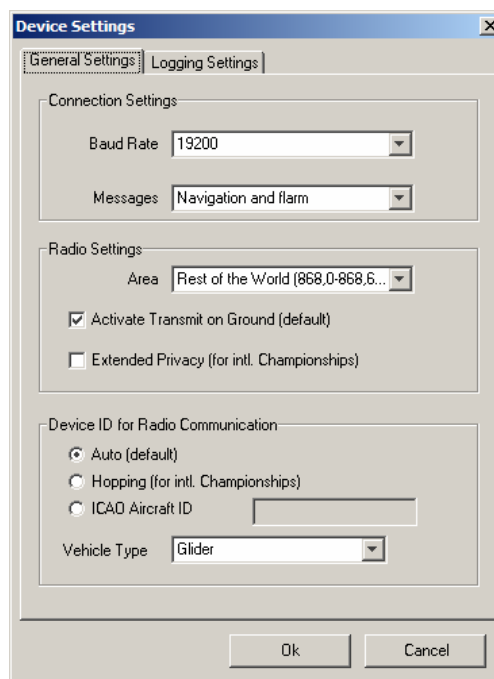 Device Settings
General Settings Logging Settings
Connection Settings
Baud Rate 19200
Messages Navigation and flarm
Radio Settings
Area Rest of the World (868,0-868,6...
Activate Transmit on Ground (default)
Extended Privacy (for intl. Championships)
Device ID for Radio Communication
Auto (default)
Hopping (for intl. Championships)
ICAO Aircraft ID
Vehicle Type Glider
Ok Cancel